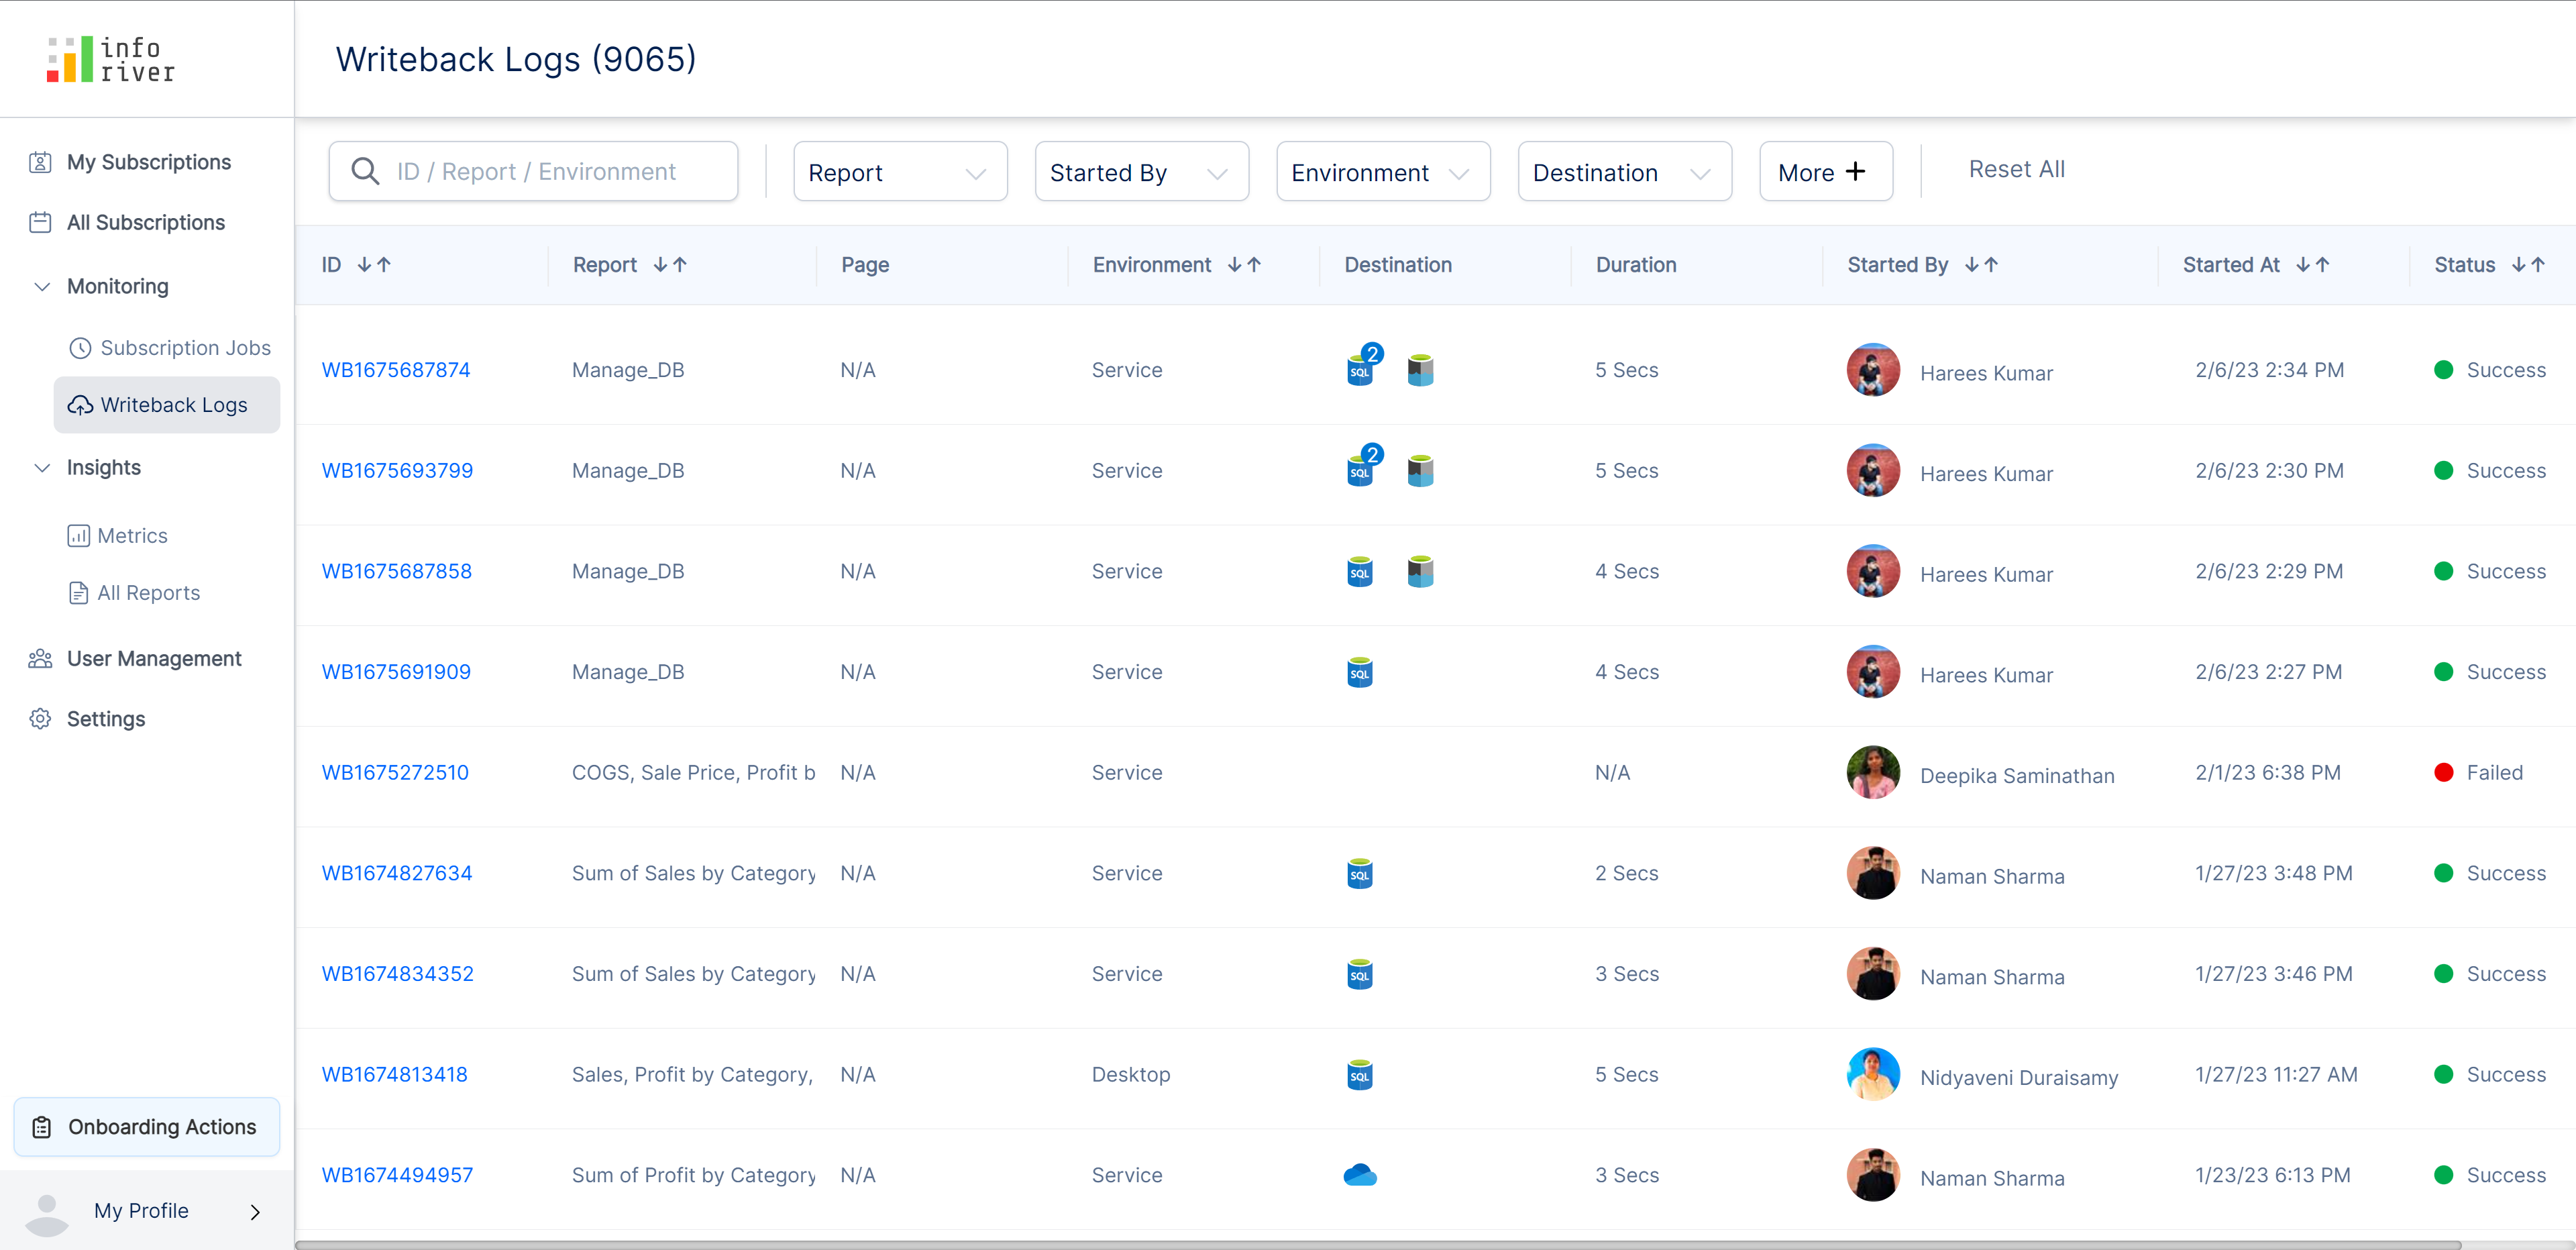 info
river
Writeback Logs (9065)
My Subscriptions
All Subscriptions
Monitoring
Subscription Jobs
Writeback Logs
Insights
Metrics
All Reports
User Management
Settings
Onboarding Actions
My Profile
ID / Report / Environment
Report
Started By
Environment
Destination
More +
Reset All
ID Report Page Environment Destination Duration Started By Started At Status
WB1675687874 Manage_DB N/A Service SQL 2 5 Secs Harees Kumar 2/6/23 2:34 PM Success
WB1675693799 Manage_DB N/A Service SQL 2 5 Secs Harees Kumar 2/6/23 2:30 PM Success
WB1675687858 Manage_DB N/A Service SQL 4 Secs Harees Kumar 2/6/23 2:29 PM Success
WB1675691909 Manage_DB N/A Service SQL 4 Secs Harees Kumar 2/6/23 2:27 PM Success
WB1675272510 COGS, Sale Price, Profit b N/A Service N/A Deepika Saminathan 2/1/23 6:38 PM Failed
WB1674827634 Sum of Sales by Category N/A Service SQL 2 Secs Naman Sharma 1/27/23 3:48 PM Success
WB1674834352 Sum of Sales by Category N/A Service SQL 3 Secs Naman Sharma 1/27/23 3:46 PM Success
WB1674813418 Sales, Profit by Category, N/A Desktop SQL 5 Secs Nidyaveni Duraisamy 1/27/23 11:27 AM Success
WB1674494957 Sum of Profit by Category N/A Service 3 Secs Naman Sharma 1/23/23 6:13 PM Success